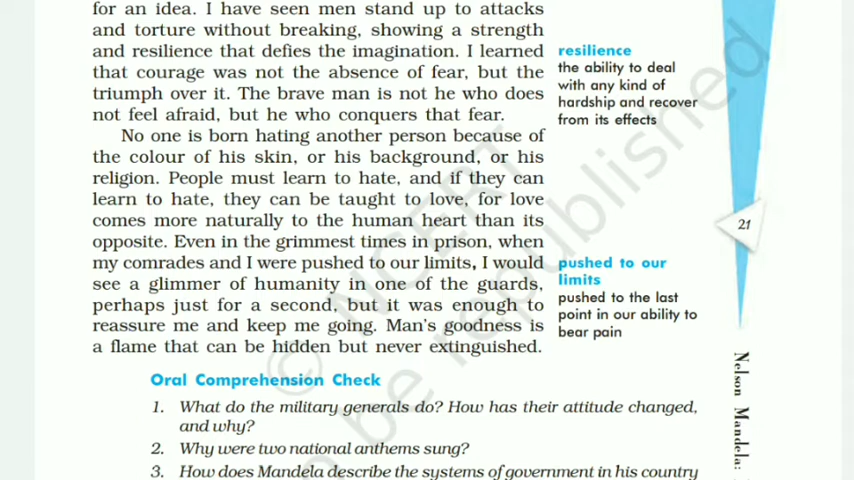 for an idea. I have seen men stand up to attacks
and torture without breaking, showing a strength
and resilience that defies the imagination. I learned
that courage was not the absence of fear, but the
triumph over it. The brave man is not he who does
not feel afraid, but he who conquers that fear.
No one is born hating another person because of
the colour of his skin, or his background, or his
religion. People must learn to hate, and if they can
learn to hate, they can be taught to love, for love
comes more naturally to the human heart than its
opposite. Even in the grimmest times in prison, when
my comrades and I were pushed to our limits, I would
see a glimmer of humanity in one of the guards,
perhaps just for a second, but it was enough to
reassure me and keep me going. Man's goodness is
a flame that can be hidden but never extinguished.
resilience
the ability to deal
with any kind of
hardship and recover
from its effects
pushed to our
limits
pushed to the last
point in our ability to
bear pain
21
Nelson Mandela:
Oral Comprehension Check
1. What do the military generals do? How has their attitude changed,
and why?
2. Why were two national anthems sung?
3. How does Mandela describe the systems of government in his country
© NCERT
be republished